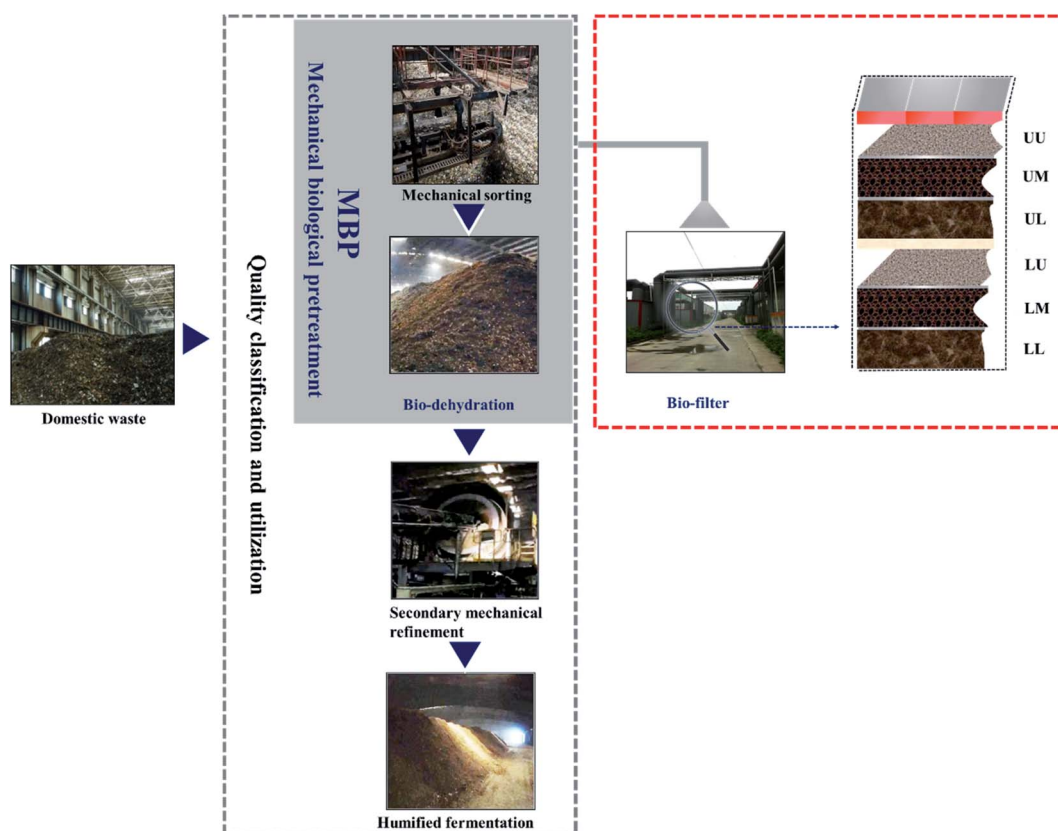 Domestic waste
Quality classification and utilization
Mechanical biological pretreatment
MBP
Mechanical sorting
Bio-dehydration
Secondary mechanical
refinement
Humified fermentation
Bio-filter
UU
UM
UL
LU
LM
LL